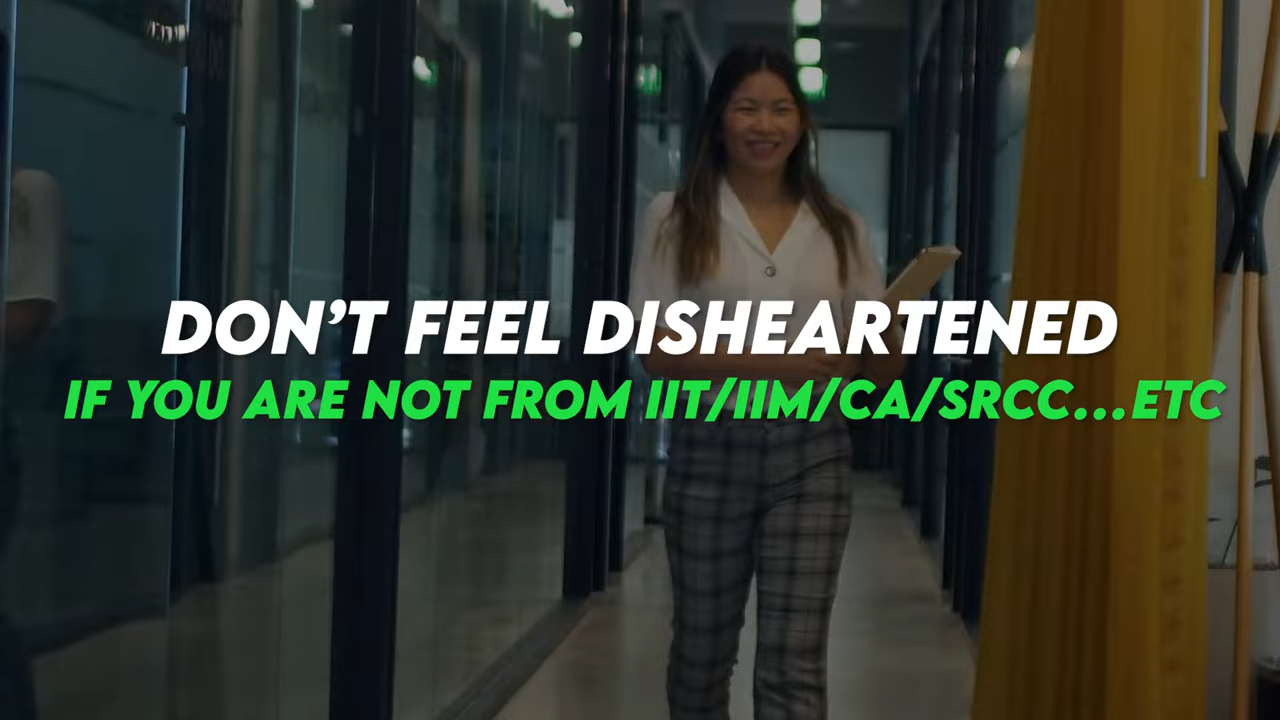 DON'T FEEL DISHEARTENED
IF YOU ARE NOT FROM IIT/IIM/CA/SRCC...ETC